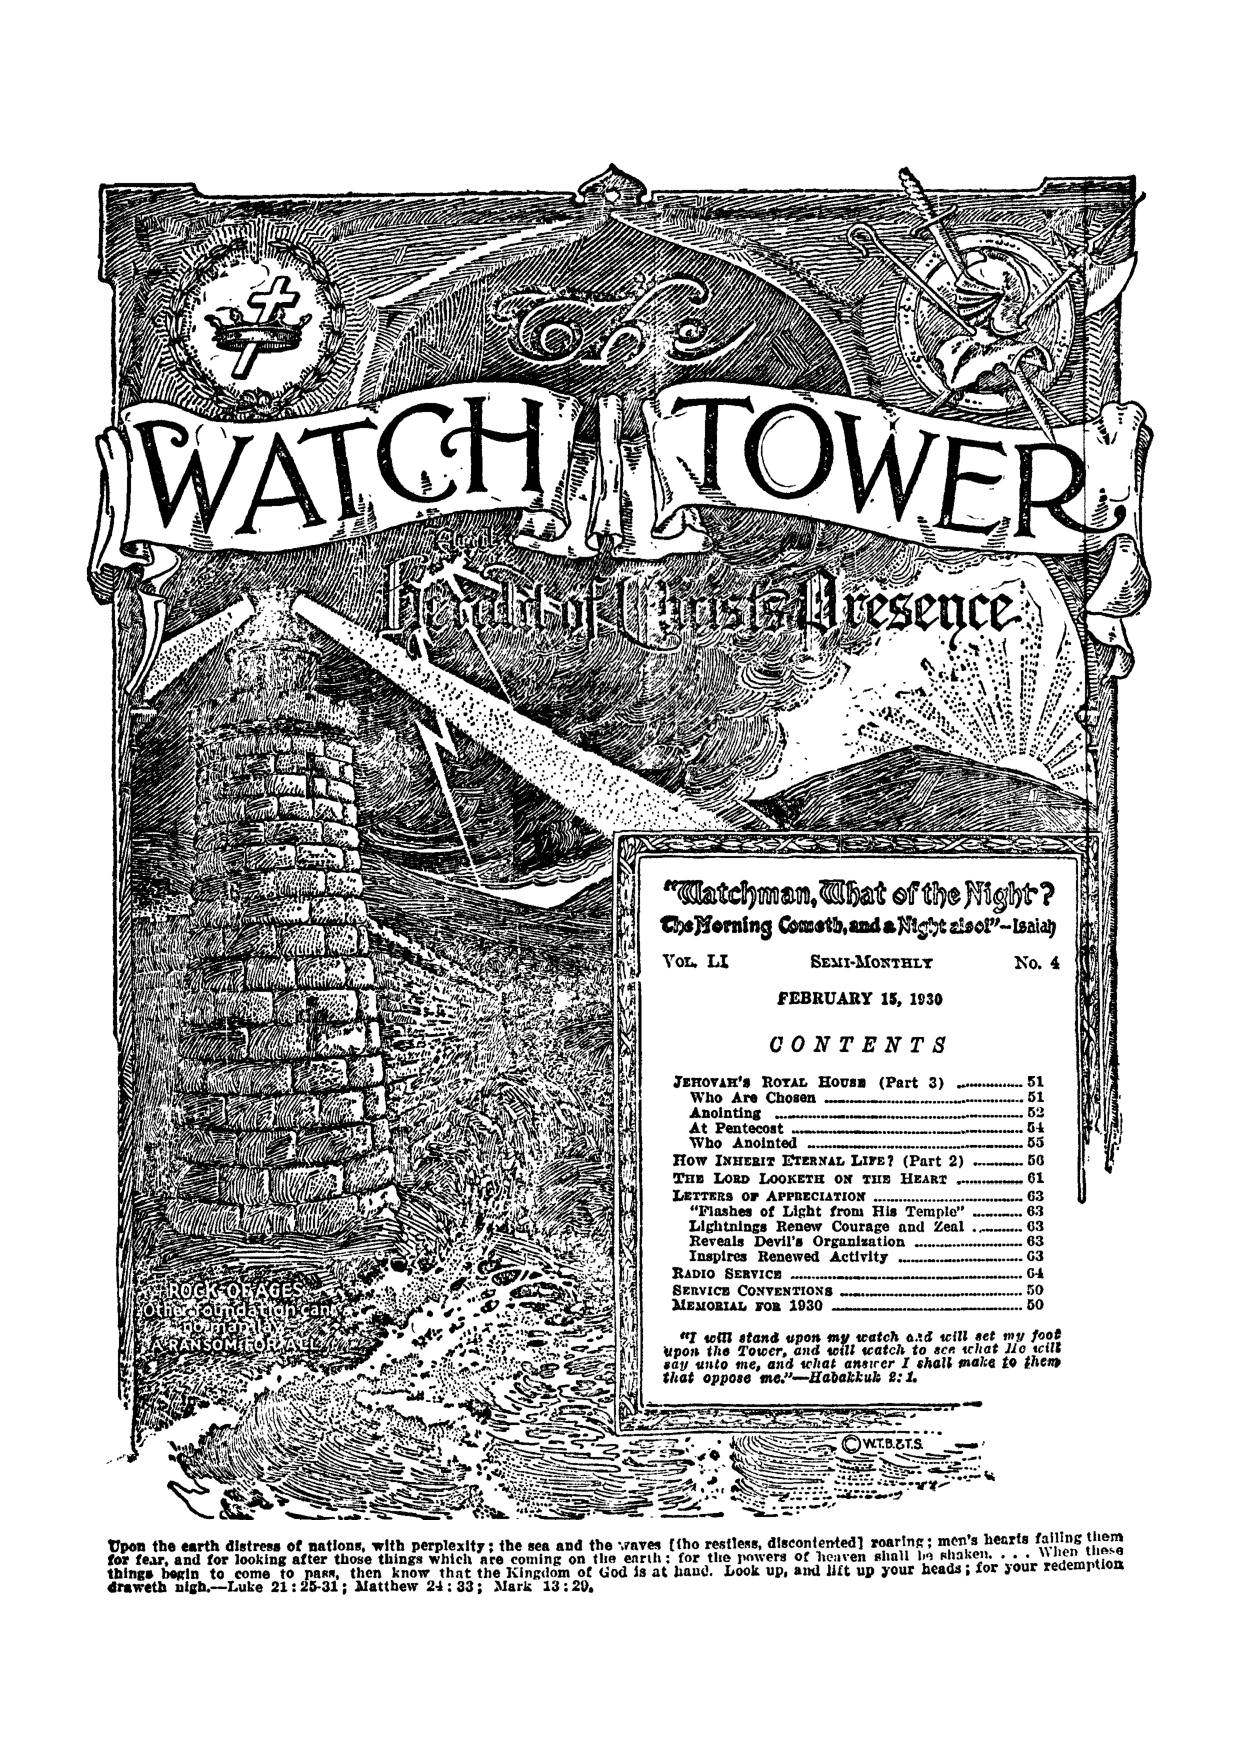 The
WATCH TOWER
And
Herald of Christ's Presence
"Watchman, What of the Night?
The Morning Cometh, and a Night also!"—Isaiah
VOL. LI SEMI-MONTHLY No. 4
FEBRUARY 15, 1930
CONTENTS
JEHOVAH'S ROYAL HOUSE (Part 3) 51
Who Are Chosen 51
Anointing 52
At Pentecost 54
Who Anointed 55
HOW INHERIT ETERNAL LIFE? (Part 2) 56
THE LORD LOOKETH ON THE HEART 61
LETTERS OF APPRECIATION 63
"Flashes of Light from His Temple" 63
Lightnings Renew Courage and Zeal 63
Reveals Devil's Organization 63
Inspires Renewed Activity 63
RADIO SERVICE 64
SERVICE CONVENTIONS 50
MEMORIAL FOR 1930 50
"I will stand upon my watch and will set my foot
upon the Tower, and will watch to see what He will
say unto me, and what answer I shall make to them
that oppose me."—Habakkuk 2:1.
ROCK OF AGES
Other foundation can
no man lay
A RANSOM FOR ALL
© W.T.B.&T.S.
Upon the earth distress of nations, with perplexity; the sea and the waves [the restless, discontented] roaring; men's hearts failing them
for fear, and for looking after those things which are coming on the earth: for the powers of heaven shall be shaken. . . . When these
things begin to come to pass, then know that the Kingdom of God is at hand. Look up, and lift up your heads; for your redemption
draweth nigh.—Luke 21:25-31; Matthew 24:33; Mark 13:29.